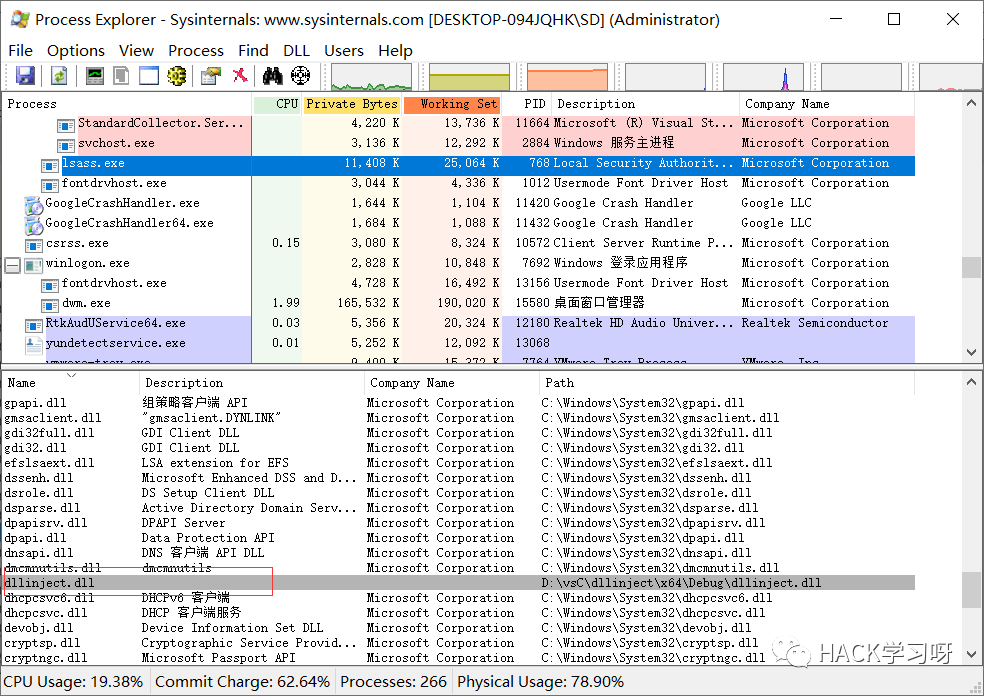 Process Explorer - Sysinternals: www.sysinternals.com [DESKTOP-094JQHK\SD] (Administrator)
File Options View Process Find DLL Users Help
Process CPU Private Bytes Working Set PID Description Company Name
StandardCollector.Ser... 4,220 K 13,736 K 11664 Microsoft (R) Visual St... Microsoft Corporation
svchost.exe 3,136 K 12,292 K 2884 Windows 服务主进程 Microsoft Corporation
lsass.exe 11,408 K 25,064 K 768 Local Security Authorit... Microsoft Corporation
fontdrvhost.exe 3,044 K 4,336 K 1012 Usermode Font Driver Host Microsoft Corporation
GoogleCrashHandler.exe 1,644 K 1,104 K 11420 Google Crash Handler Google LLC
GoogleCrashHandler64.exe 1,684 K 1,088 K 11432 Google Crash Handler Google LLC
csrss.exe 0.15 3,080 K 8,324 K 10572 Client Server Runtime P... Microsoft Corporation
winlogon.exe 2,828 K 10,848 K 7692 Windows 登录应用程序 Microsoft Corporation
fontdrvhost.exe 4,728 K 16,492 K 13156 Usermode Font Driver Host Microsoft Corporation
dwm.exe 1.99 165,532 K 190,020 K 15580 桌面窗口管理器 Microsoft Corporation
RtkAudUService64.exe 0.03 5,356 K 20,324 K 12180 Realtek HD Audio Univer... Realtek Semiconductor
yundetectservice.exe 0.01 5,252 K 12,092 K 13068
vmware-tray.exe 9,400 K 15,372 K 7764 VMware Tray Process VMware, Inc.
Name Description Company Name Path
gpapi.dll 组策略客户端 API Microsoft Corporation C:\Windows\System32\gpapi.dll
gmsaclient.dll "gmsaclient.DYNLINK" Microsoft Corporation C:\Windows\System32\gmsaclient.dll
gdi32full.dll GDI Client DLL Microsoft Corporation C:\Windows\System32\gdi32full.dll
gdi32.dll GDI Client DLL Microsoft Corporation C:\Windows\System32\gdi32.dll
efslsaext.dll LSA extension for EFS Microsoft Corporation C:\Windows\System32\efslsaext.dll
dssenh.dll Microsoft Enhanced DSS and D... Microsoft Corporation C:\Windows\System32\dssenh.dll
dsrole.dll DS Setup Client DLL Microsoft Corporation C:\Windows\System32\dsrole.dll
dsparse.dll Active Directory Domain Serv... Microsoft Corporation C:\Windows\System32\dsparse.dll
dpapisrv.dll DPAPI Server Microsoft Corporation C:\Windows\System32\dpapisrv.dll
dpapi.dll Data Protection API Microsoft Corporation C:\Windows\System32\dpapi.dll
dnsapi.dll DNS 客户端 API DLL Microsoft Corporation C:\Windows\System32\dnsapi.dll
dmcmnutils.dll dmcmnutils Microsoft Corporation C:\Windows\System32\dmcmnutils.dll
dllinject.dll D:\vsC\dllinject\x64\Debug\dllinject.dll
dhcpcsvc6.dll DHCPv6 客户端 Microsoft Corporation C:\Windows\System32\dhcpcsvc6.dll
dhcpcsvc.dll DHCP 客户端服务 Microsoft Corporation C:\Windows\System32\dhcpcsvc.dll
devobj.dll Device Information Set DLL Microsoft Corporation C:\Windows\System32\devobj.dll
cryptsp.dll Cryptographic Service Provid... Microsoft Corporation C:\Windows\System32\cryptsp.dll
cryptngc.dll Microsoft Passport API Microsoft Corporation C:\Windows\System32\cryptngc.dll
HACK学习呀
CPU Usage: 19.38% Commit Charge: 62.64% Processes: 266 Physical Usage: 78.90%